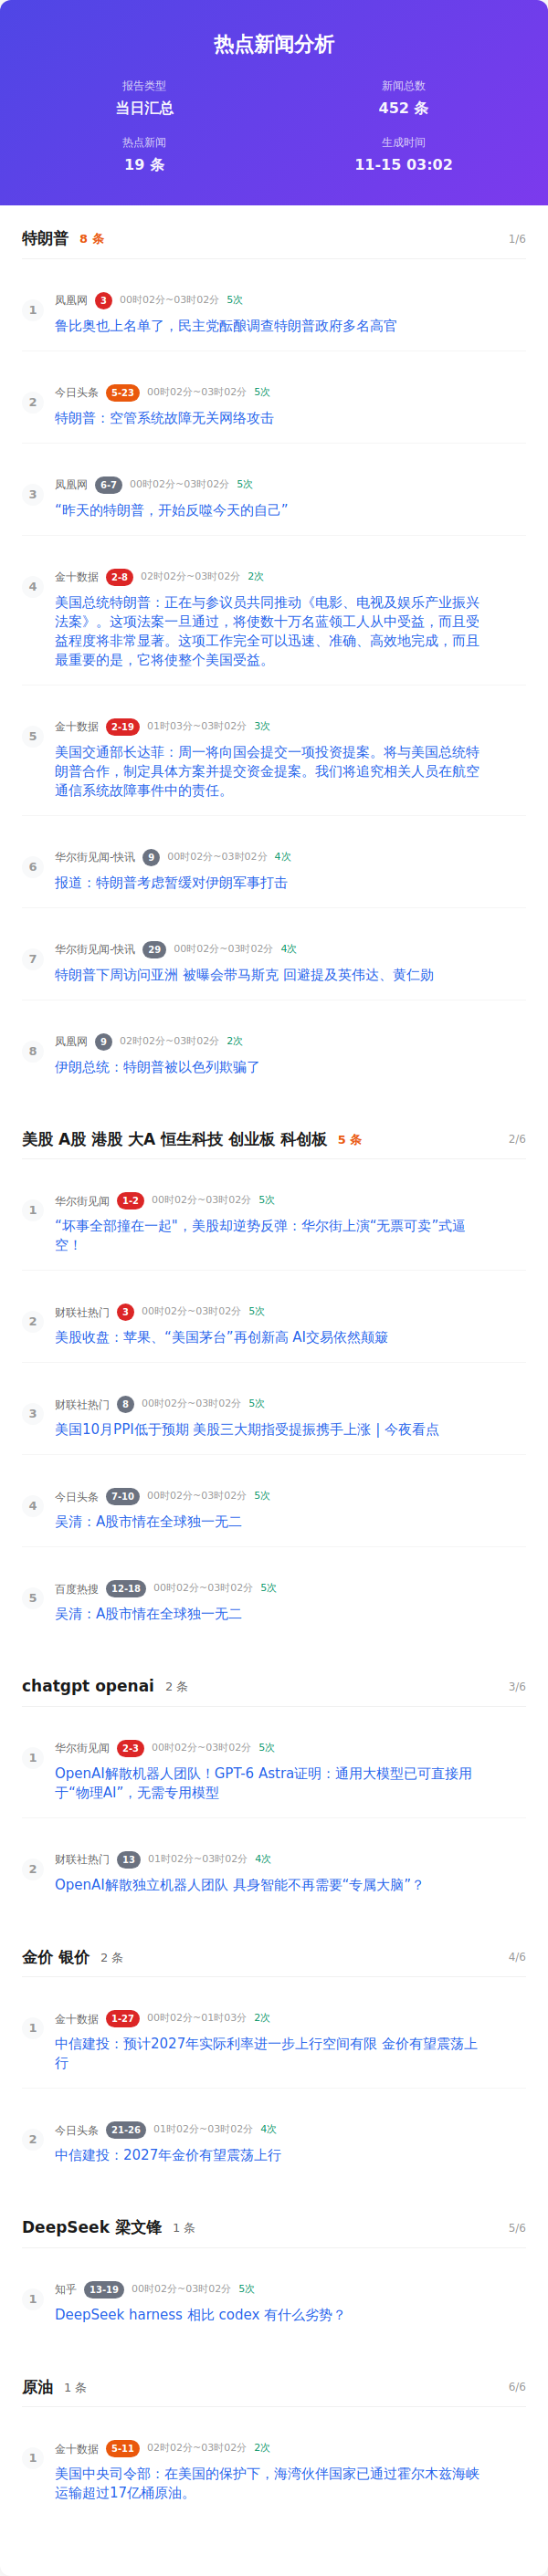 热点新闻分析
报告类型
新闻总数
当日汇总
452 条
热点新闻
生成时间
19 条
11-15 03:02
特朗普 8 条 1/6
1 凤凰网 3 00时02分~03时02分 5次
鲁比奥也上名单了，民主党酝酿调查特朗普政府多名高官
2 今日头条 5-23 00时02分~03时02分 5次
特朗普：空管系统故障无关网络攻击
3 凤凰网 6-7 00时02分~03时02分 5次
“昨天的特朗普，开始反噬今天的自己”
4 金十数据 2-8 02时02分~03时02分 2次
美国总统特朗普：正在与参议员共同推动《电影、电视及娱乐产业振兴
法案》。这项法案一旦通过，将使数十万名蓝领工人从中受益，而且受
益程度将非常显著。这项工作完全可以迅速、准确、高效地完成，而且
最重要的是，它将使整个美国受益。
5 金十数据 2-19 01时03分~03时02分 3次
美国交通部长达菲：周一将向国会提交一项投资提案。将与美国总统特
朗普合作，制定具体方案并提交资金提案。我们将追究相关人员在航空
通信系统故障事件中的责任。
6 华尔街见闻-快讯 9 00时02分~03时02分 4次
报道：特朗普考虑暂缓对伊朗军事打击
7 华尔街见闻-快讯 29 00时02分~03时02分 4次
特朗普下周访问亚洲 被曝会带马斯克 回避提及英伟达、黄仁勋
8 凤凰网 9 02时02分~03时02分 2次
伊朗总统：特朗普被以色列欺骗了
美股 A股 港股 大A 恒生科技 创业板 科创板 5 条 2/6
1 华尔街见闻 1-2 00时02分~03时02分 5次
“坏事全部撞在一起"，美股却逆势反弹：华尔街上演“无票可卖”式逼
空！
2 财联社热门 3 00时02分~03时02分 5次
美股收盘：苹果、“美国茅台”再创新高 AI交易依然颠簸
3 财联社热门 8 00时02分~03时02分 5次
美国10月PPI低于预期 美股三大期指受提振携手上涨 | 今夜看点
4 今日头条 7-10 00时02分~03时02分 5次
吴清：A股市情在全球独一无二
5 百度热搜 12-18 00时02分~03时02分 5次
吴清：A股市情在全球独一无二
chatgpt openai 2 条 3/6
1 华尔街见闻 2-3 00时02分~03时02分 5次
OpenAI解散机器人团队！GPT-6 Astra证明：通用大模型已可直接用
于“物理AI”，无需专用模型
2 财联社热门 13 01时02分~03时02分 4次
OpenAI解散独立机器人团队 具身智能不再需要“专属大脑”？
金价 银价 2 条 4/6
1 金十数据 1-27 00时02分~01时03分 2次
中信建投：预计2027年实际利率进一步上行空间有限 金价有望震荡上
行
2 今日头条 21-26 01时02分~03时02分 4次
中信建投：2027年金价有望震荡上行
DeepSeek 梁文锋 1 条 5/6
1 知乎 13-19 00时02分~03时02分 5次
DeepSeek harness 相比 codex 有什么劣势？
原油 1 条 6/6
1 金十数据 5-11 02时02分~03时02分 2次
美国中央司令部：在美国的保护下，海湾伙伴国家已通过霍尔木兹海峡
运输超过17亿桶原油。